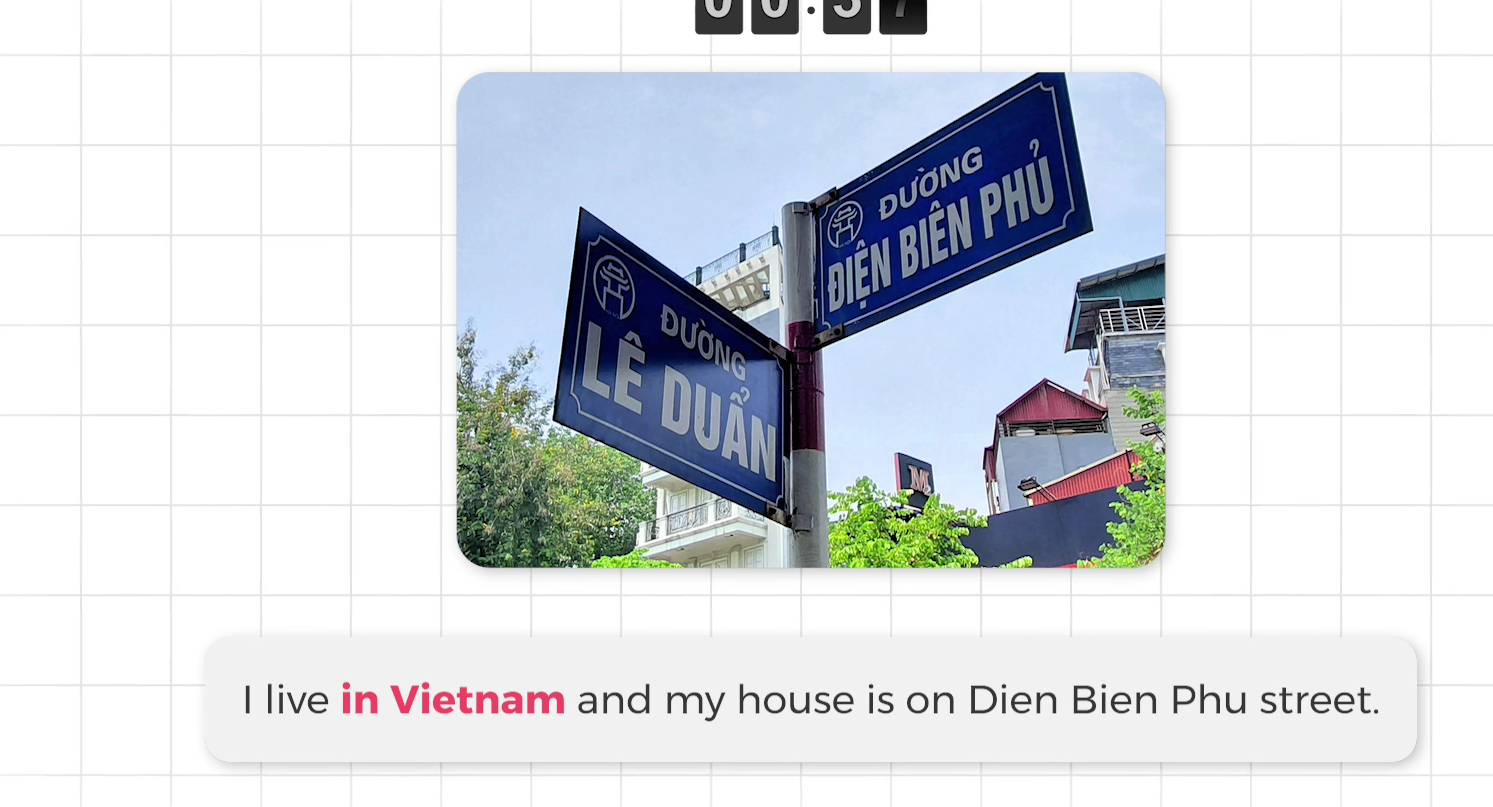 ĐƯỜNG
ĐIỆN BIÊN PHỦ
ĐƯỜNG
LÊ DUẨN
M
I live in Vietnam and my house is on Dien Bien Phu street.